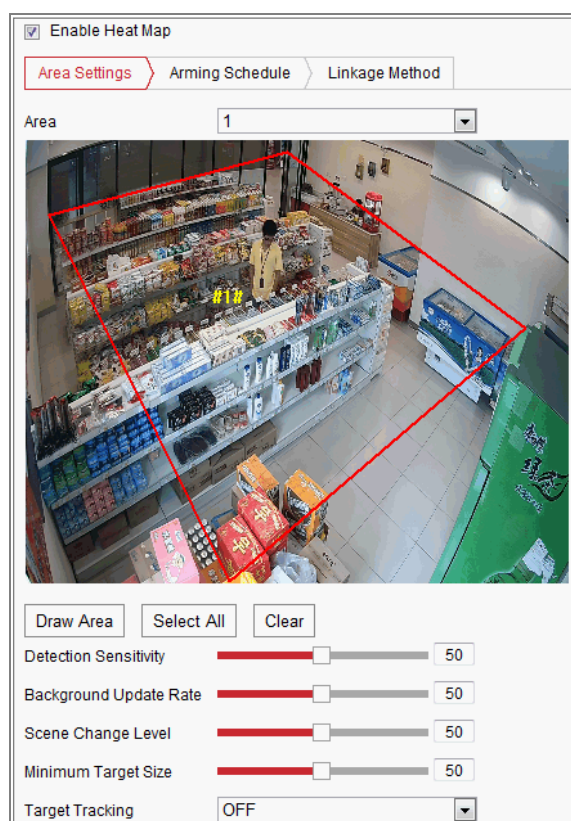 Enable Heat Map
Area Settings
Arming Schedule
Linkage Method
Area
1
#1#
Draw Area
Select All
Clear
Detection Sensitivity
50
Background Update Rate
50
Scene Change Level
50
Minimum Target Size
50
Target Tracking
OFF